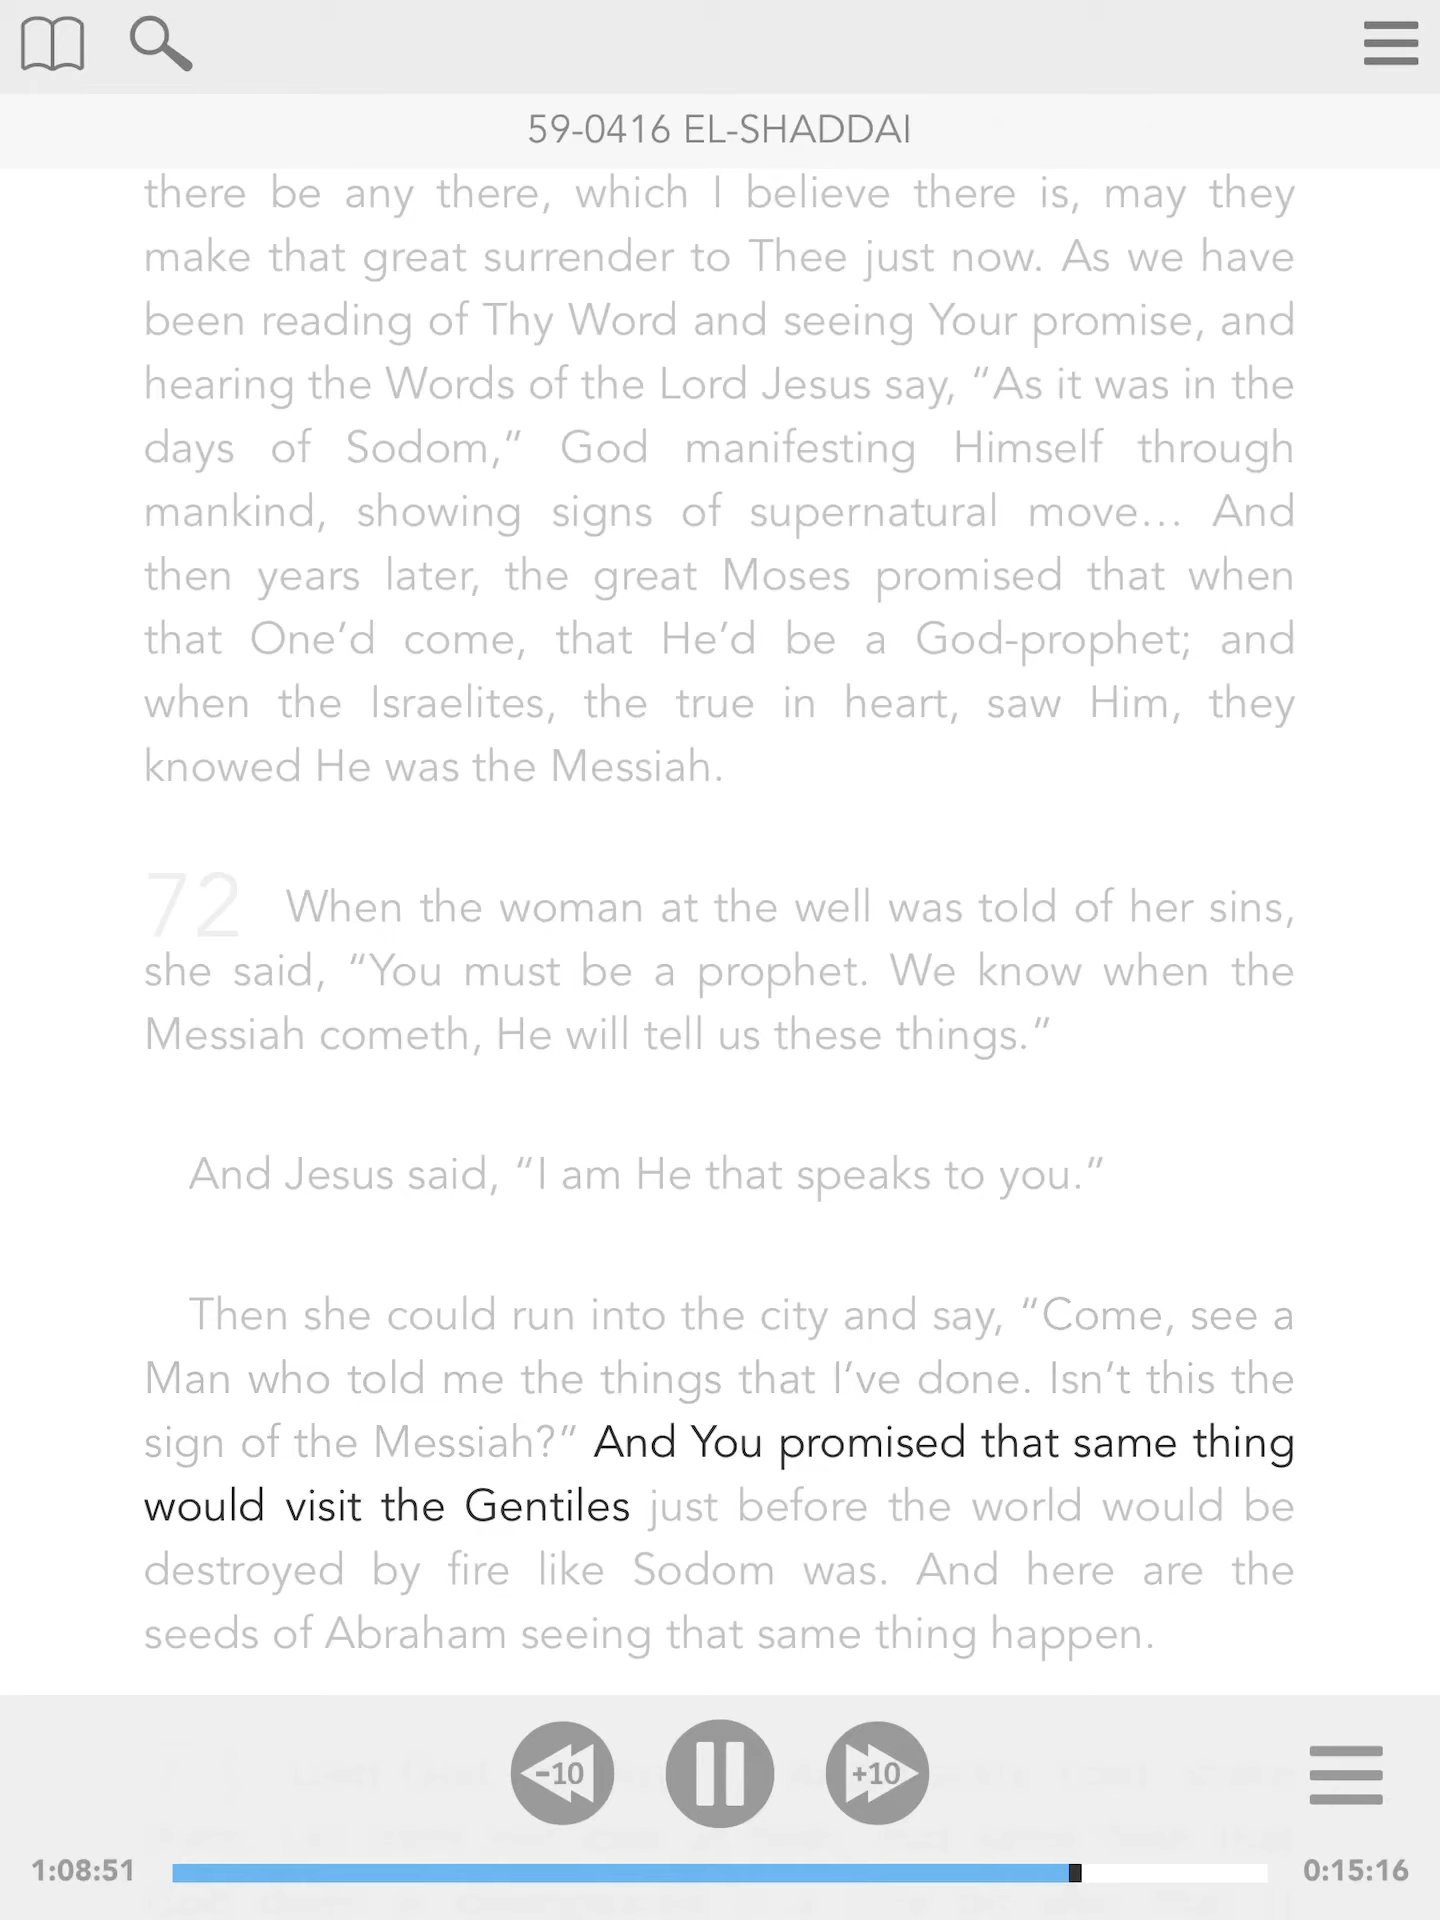 59-0416 EL-SHADDAI
there be any there, which I believe there is, may they
make that great surrender to Thee just now. As we have
been reading of Thy Word and seeing Your promise, and
hearing the Words of the Lord Jesus say, “As it was in the
days of Sodom,” God manifesting Himself through
mankind, showing signs of supernatural move… And
then years later, the great Moses promised that when
that One’d come, that He’d be a God-prophet; and
when the Israelites, the true in heart, saw Him, they
knowed He was the Messiah.
72 When the woman at the well was told of her sins,
she said, “You must be a prophet. We know when the
Messiah cometh, He will tell us these things.”
And Jesus said, “I am He that speaks to you.”
Then she could run into the city and say, “Come, see a
Man who told me the things that I’ve done. Isn’t this the
sign of the Messiah?” And You promised that same thing
would visit the Gentiles just before the world would be
destroyed by fire like Sodom was. And here are the
seeds of Abraham seeing that same thing happen.
-10 +10
1:08:51 0:15:16